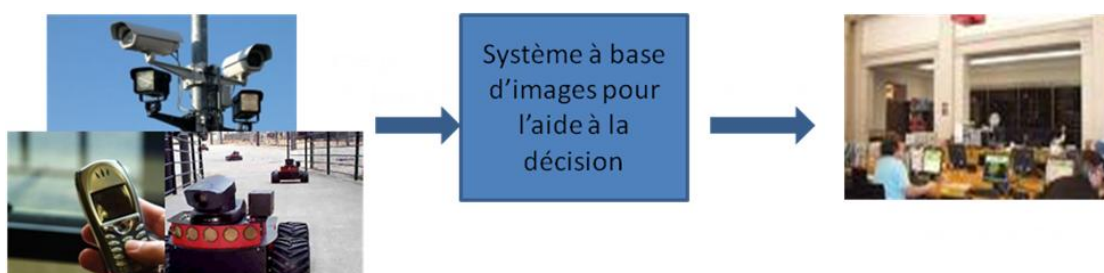 Système à base
d'images pour
l'aide à la
décision